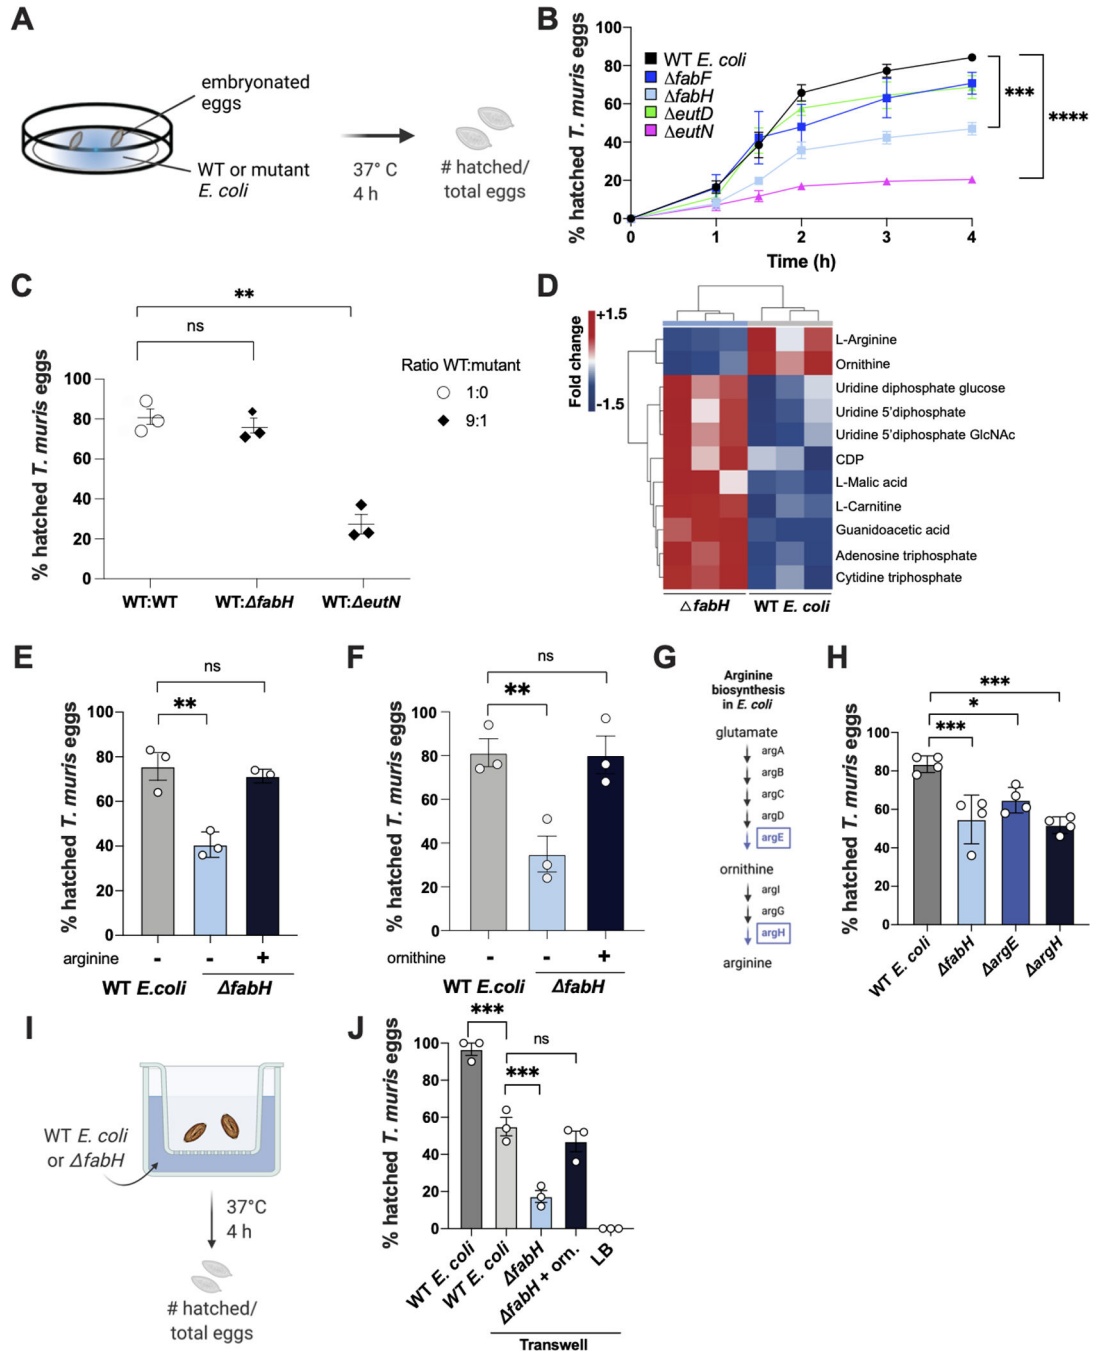 A
embryonated
eggs
WT or mutant
E. coli
37° C
4 h
# hatched/
total eggs
B
% hatched T. muris eggs
100
80
60
40
20
0
WT E. coli
ΔfabF
ΔfabH
ΔeutD
ΔeutN
***
****
0 1 2 3 4
Time (h)
C
**
ns
% hatched T. muris eggs
100
80
60
40
20
0
Ratio WT:mutant
1:0
9:1
WT:WT WT:ΔfabH WT:ΔeutN
D
Fold change
+1.5
-1.5
L-Arginine
Ornithine
Uridine diphosphate glucose
Uridine 5'diphosphate
Uridine 5'diphosphate GlcNAc
CDP
L-Malic acid
L-Carnitine
Guanidoacetic acid
Adenosine triphosphate
Cytidine triphosphate
△ fabH WT E. coli
E
ns
**
% hatched T. muris eggs
100
80
60
40
20
0
arginine - - +
WT E.coli ΔfabH
F
ns
**
% hatched T. muris eggs
100
80
60
40
20
0
ornithine - - +
WT E.coli ΔfabH
G
Arginine
biosynthesis
in E. coli
glutamate
argA
argB
argC
argD
argE
ornithine
argI
argG
argH
arginine
H
***
*
***
% hatched T. muris eggs
100
80
60
40
20
0
WT E. coli
ΔfabH
ΔargE
ΔargH
I
WT E. coli
or ΔfabH
37°C
4 h
# hatched/
total eggs
J
***
ns
***
% hatched T. muris eggs
100
80
60
40
20
0
WT E. coli
WT E. coli
ΔfabH
ΔfabH + orn.
LB
Transwell